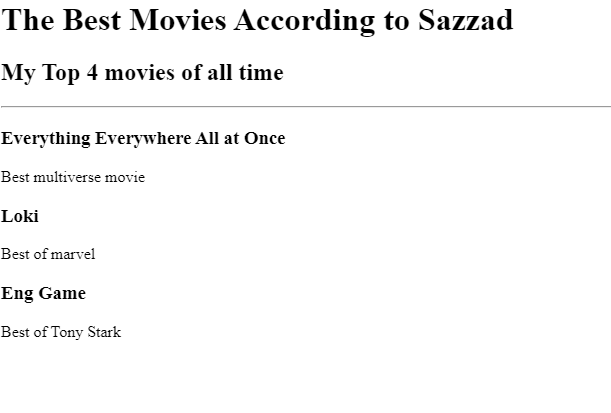 The Best Movies According to Sazzad
My Top 4 movies of all time
Everything Everywhere All at Once
Best multiverse movie
Loki
Best of marvel
Eng Game
Best of Tony Stark